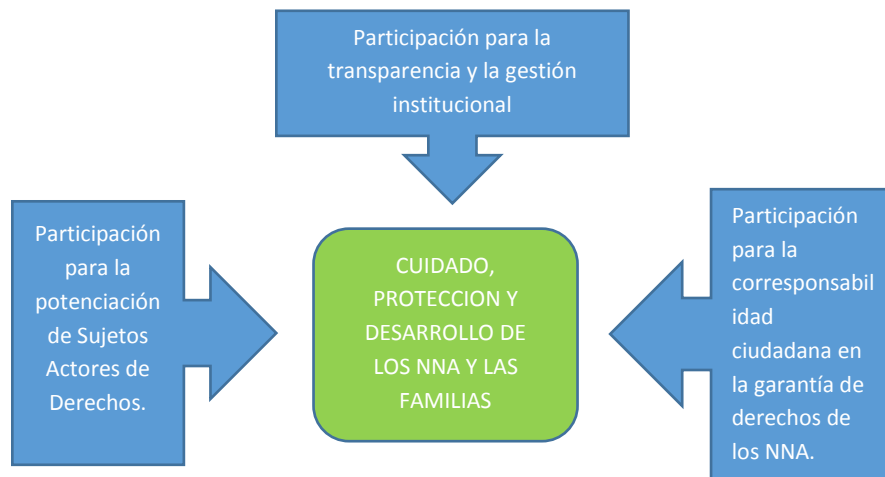 Participación para la
transparencia y la gestión
institucional
Participación
para la
potenciación
de Sujetos
Actores de
Derechos.
CUIDADO,
PROTECCION Y
DESARROLLO DE
LOS NNA Y LAS
FAMILIAS
Participación
para la
corresponsabil
idad
ciudadana en
la garantía de
derechos de
los NNA.